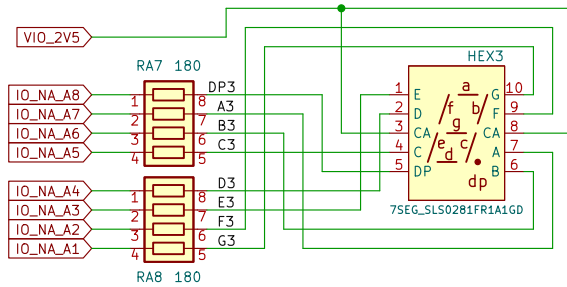 VIO_2V5
HEX3
RA7 180
IO_NA_A8 1 8 DP3
IO_NA_A7 2 7 A3
IO_NA_A6 3 6 B3
IO_NA_A5 4 5 C3
IO_NA_A4 1 8 D3
IO_NA_A3 2 7 E3
IO_NA_A2 3 6 F3
IO_NA_A1 4 5 G3
RA8 180
1 E a G 10
2 D f b F 9
3 CA g CA 8
4 C e c A 7
5 DP d B 6
dp
7SEG_SLS0281FR1A1GD